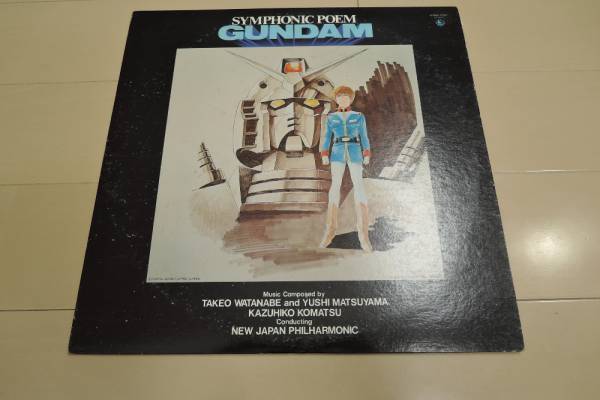 SYMPHONIC POEM
GUNDAM
Music Composed by
TAKEO WATANABE and YUSHI MATSUYAMA
KAZUHIKO KOMATSU
Conducting
NEW JAPAN PHILHARMONIC